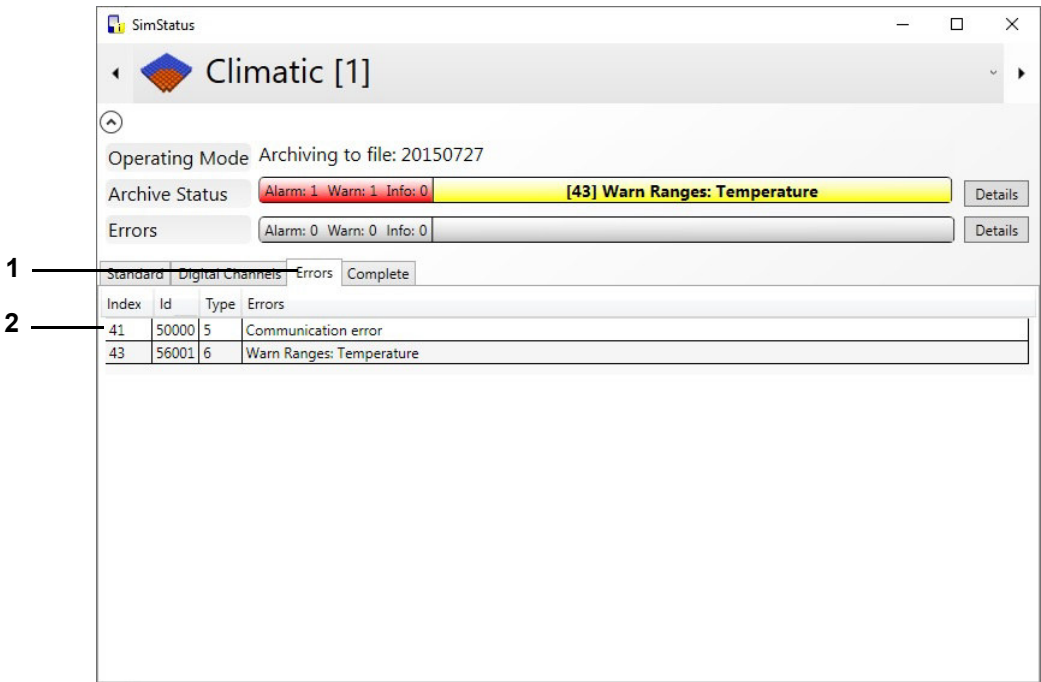 SimStatus
Climatic [1]
Operating Mode Archiving to file: 20150727
Archive Status Alarm: 1 Warn: 1 Info: 0 [43] Warn Ranges: Temperature Details
Errors Alarm: 0 Warn: 0 Info: 0 Details
1 Standard Digital Channels Errors Complete
Index Id Type Errors
2 41 50000 5 Communication error
43 56001 6 Warn Ranges: Temperature